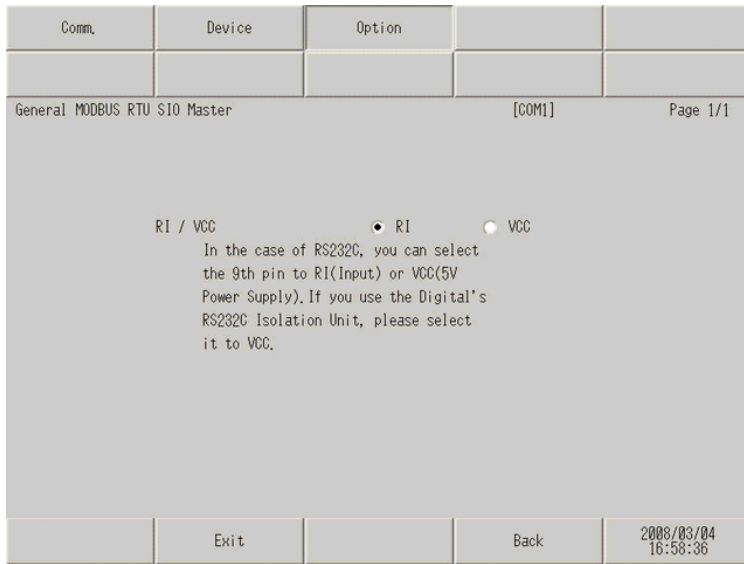 Comm. Device Option
General MODBUS RTU SIO Master [COM1] Page 1/1
RI / VCC RI VCC
In the case of RS232C, you can select
the 9th pin to RI(Input) or VCC(5V
Power Supply).If you use the Digital's
RS232C Isolation Unit, please select
it to VCC.
Exit Back 2008/03/04
16:58:36